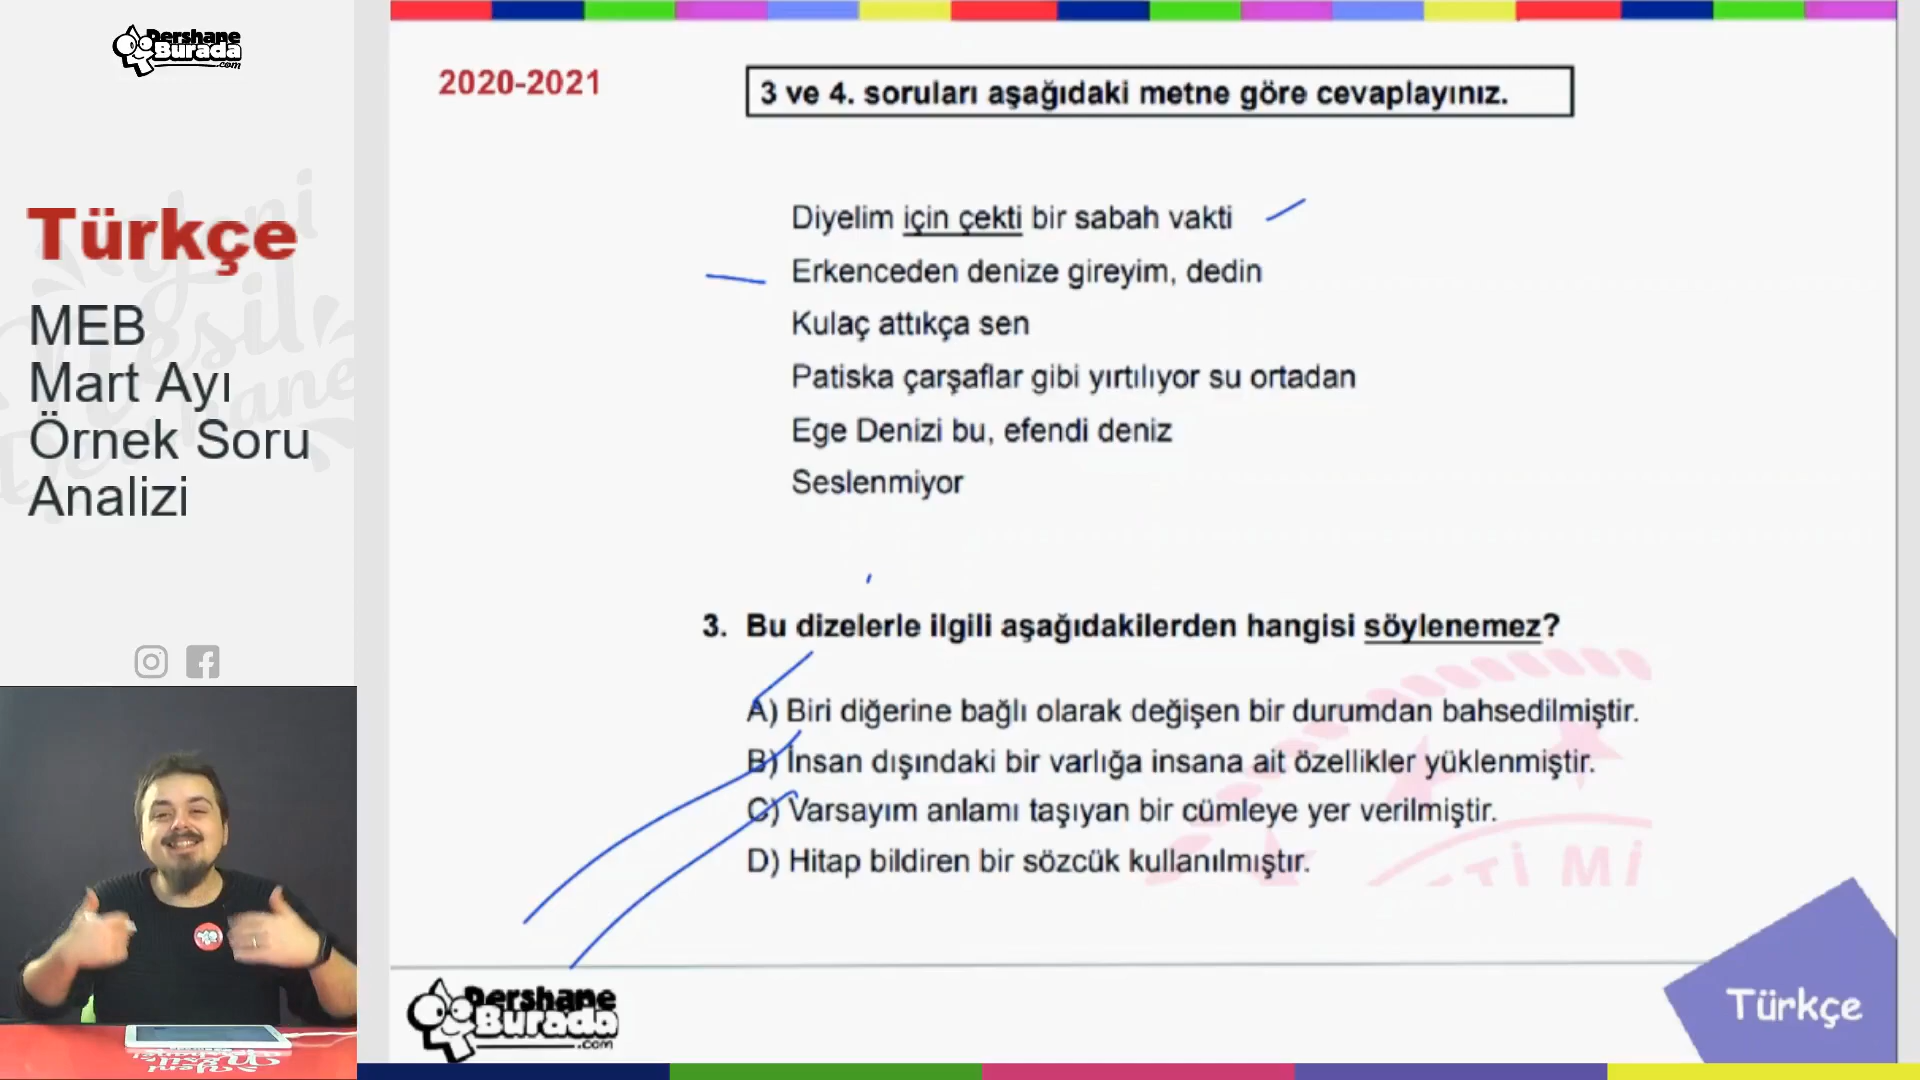 Dershane
Burada
.com
Türkçe
MEB
Mart Ayı
Örnek Soru
Analizi
2020-2021
3 ve 4. soruları aşağıdaki metne göre cevaplayınız.
Diyelim için çekti bir sabah vakti
Erkenceden denize gireyim, dedin
Kulaç attıkça sen
Patiska çarşaflar gibi yırtılıyor su ortadan
Ege Denizi bu, efendi deniz
Seslenmiyor
3. Bu dizelerle ilgili aşağıdakilerden hangisi söylenemez?
A) Biri diğerine bağlı olarak değişen bir durumdan bahsedilmiştir.
B) İnsan dışındaki bir varlığa insana ait özellikler yüklenmiştir.
C) Varsayım anlamı taşıyan bir cümleye yer verilmiştir.
D) Hitap bildiren bir sözcük kullanılmıştır.
Dershane
Burada
.com
Türkçe